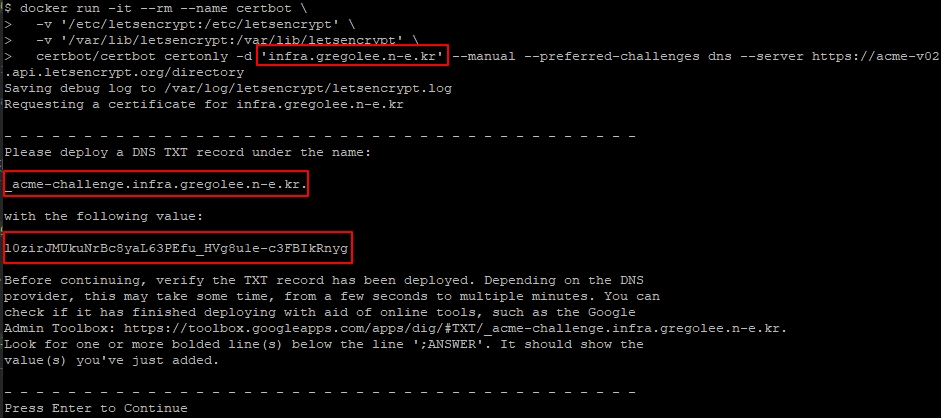 $ docker run -it --rm --name certbot \
>   -v '/etc/letsencrypt:/etc/letsencrypt' \
>   -v '/var/lib/letsencrypt:/var/lib/letsencrypt' \
>   certbot/certbot certonly -d 'infra.gregolee.n-e.kr' --manual --preferred-challenges dns --server https://acme-v02
.api.letsencrypt.org/directory
Saving debug log to /var/log/letsencrypt/letsencrypt.log
Requesting a certificate for infra.gregolee.n-e.kr
- - - - - - - - - - - - - - - - - - - - - - - - - - - - - - - - - - - - - - - -
Please deploy a DNS TXT record under the name:
_acme-challenge.infra.gregolee.n-e.kr.
with the following value:
l0zirJMUkuNrBc8yaL63PEfu_HVg8u1e-c3FBIkRnyg
Before continuing, verify the TXT record has been deployed. Depending on the DNS
provider, this may take some time, from a few seconds to multiple minutes. You can
check if it has finished deploying with aid of online tools, such as the Google
Admin Toolbox: https://toolbox.googleapps.com/apps/dig/#TXT/_acme-challenge.infra.gregolee.n-e.kr.
Look for one or more bolded line(s) below the line ';ANSWER'. It should show the
value(s) you've just added.
- - - - - - - - - - - - - - - - - - - - - - - - - - - - - - - - - - - - - - - -
Press Enter to Continue